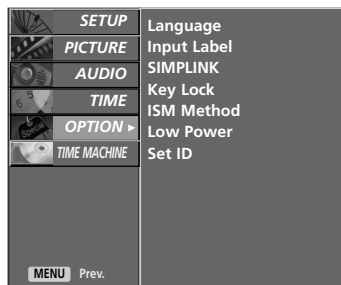 SETUP
PICTURE
AUDIO
TIME
OPTION ▸
Special
TIME MACHINE
MENU Prev.
Language
Input Label
SIMPLINK
Key Lock
ISM Method
Low Power
Set ID